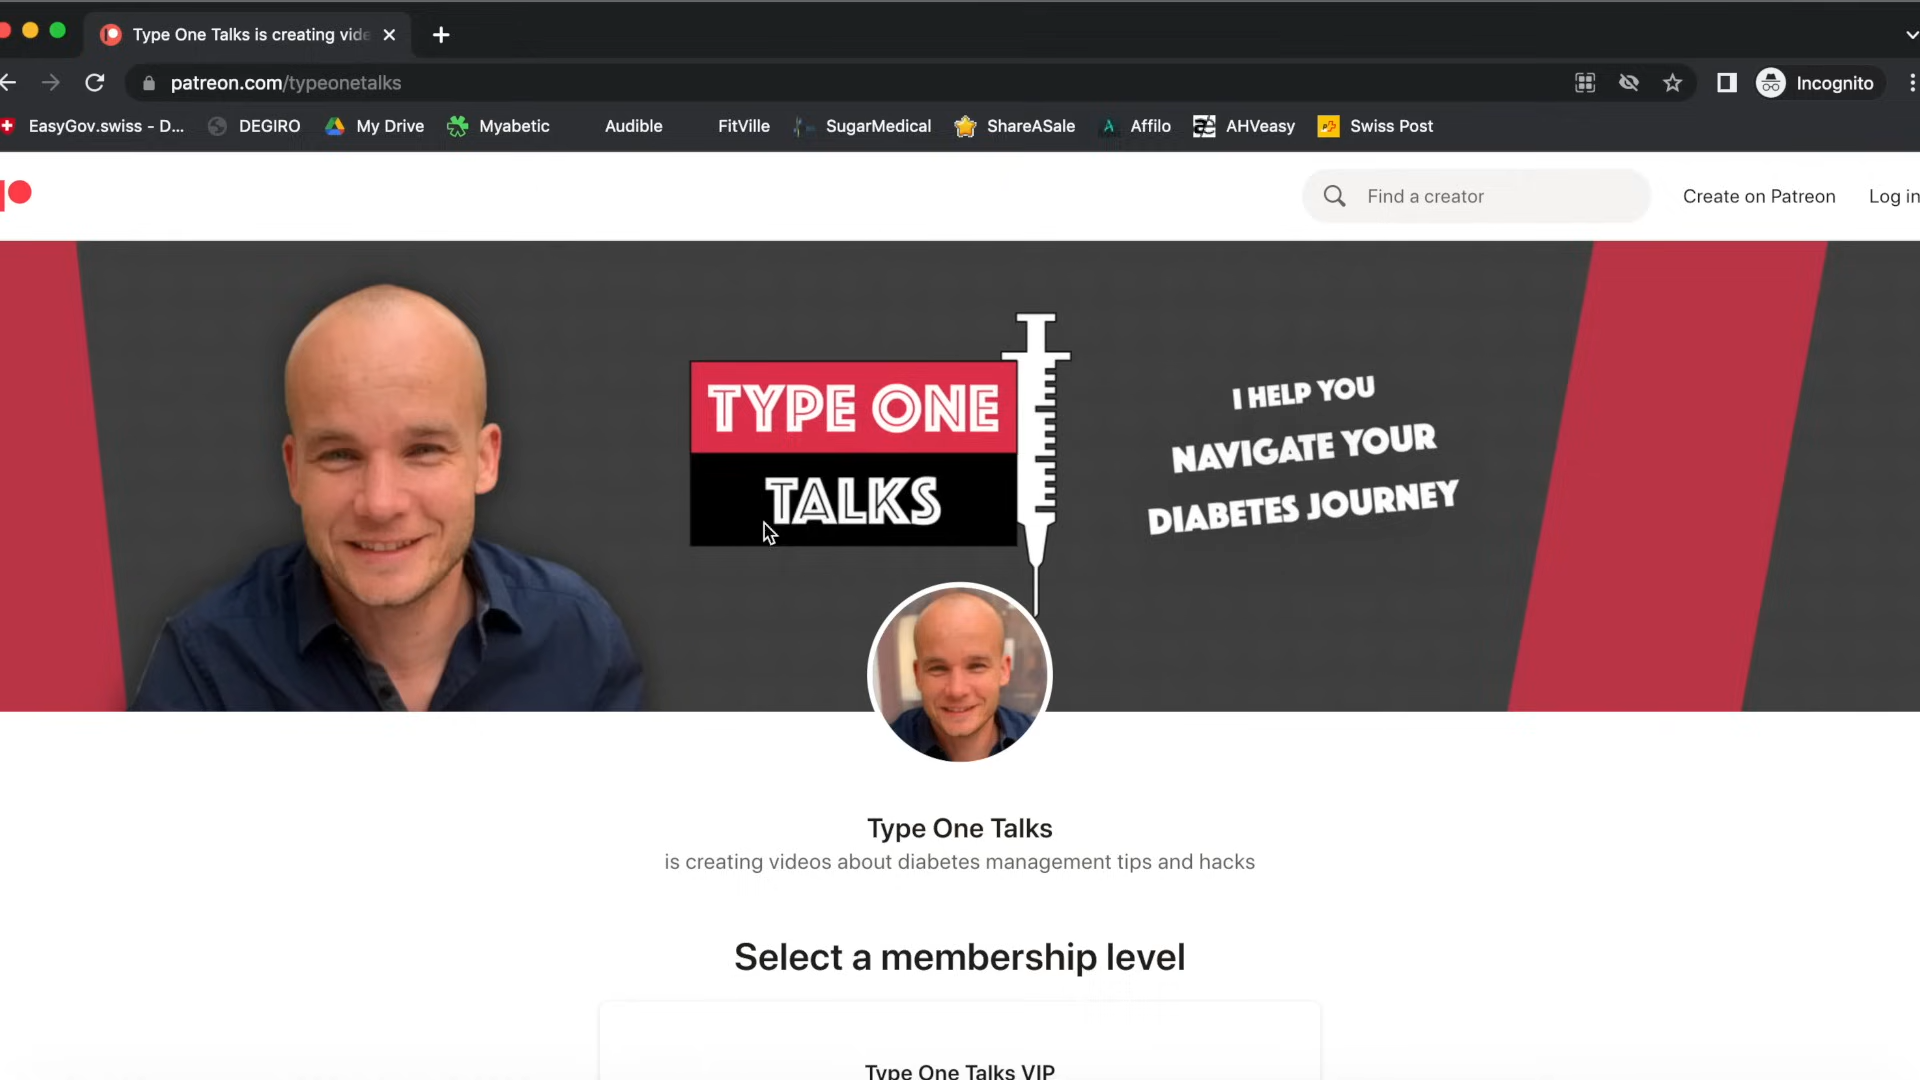 Type One Talks is creating vide
patreon.com/typeonetalks
Incognito
EasyGov.swiss - D...
DEGIRO
My Drive
Myabetic
Audible
FitVille
SugarMedical
ShareASale
Affilo
AHVeasy
Swiss Post
Find a creator
Create on Patreon
Log in
TYPE ONE
TALKS
I HELP YOU
NAVIGATE YOUR
DIABETES JOURNEY
Type One Talks
is creating videos about diabetes management tips and hacks
Select a membership level
Type One Talks VIP